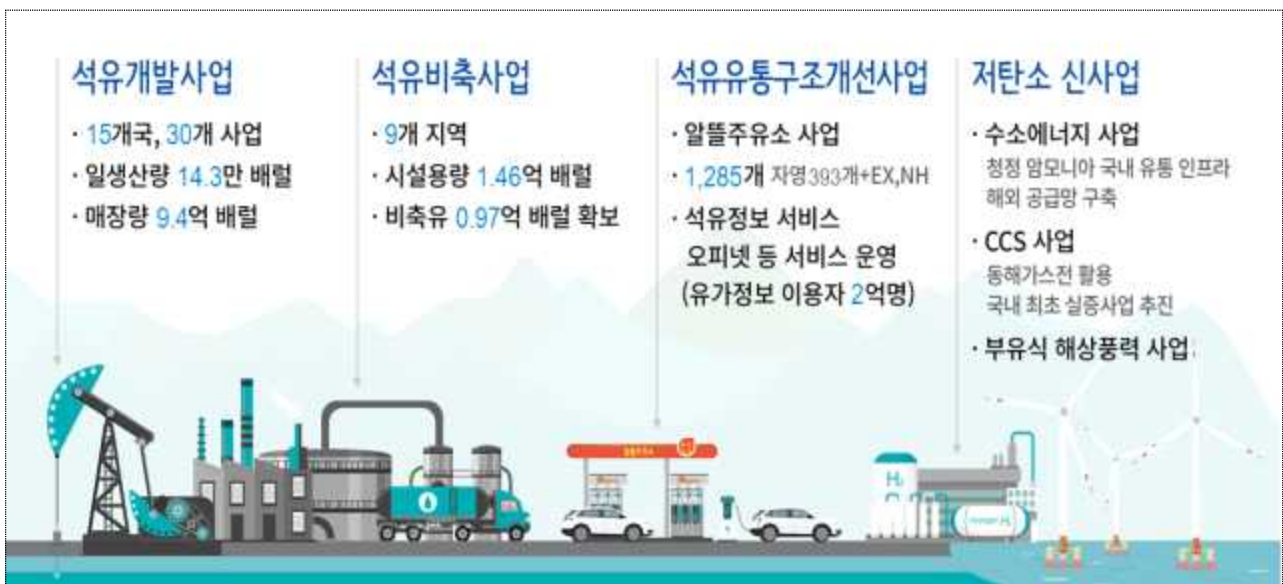 석유개발사업
· 15개국, 30개 사업
· 일생산량 14.3만 배럴
· 매장량 9.4억 배럴
석유비축사업
· 9개 지역
· 시설용량 1.46억 배럴
· 비축유 0.97억 배럴 확보
석유유통구조개선사업
· 알뜰주유소 사업
· 1,285개 자영393개+EX,NH
· 석유정보 서비스
오피넷 등 서비스 운영
(유가정보 이용자 2억명)
저탄소 신사업
· 수소에너지 사업
청정 암모니아 국내 유통 인프라
해외 공급망 구축
· CCS 사업
동해가스전 활용
국내 최초 실증사업 추진
· 부유식 해상풍력 사업
H₂